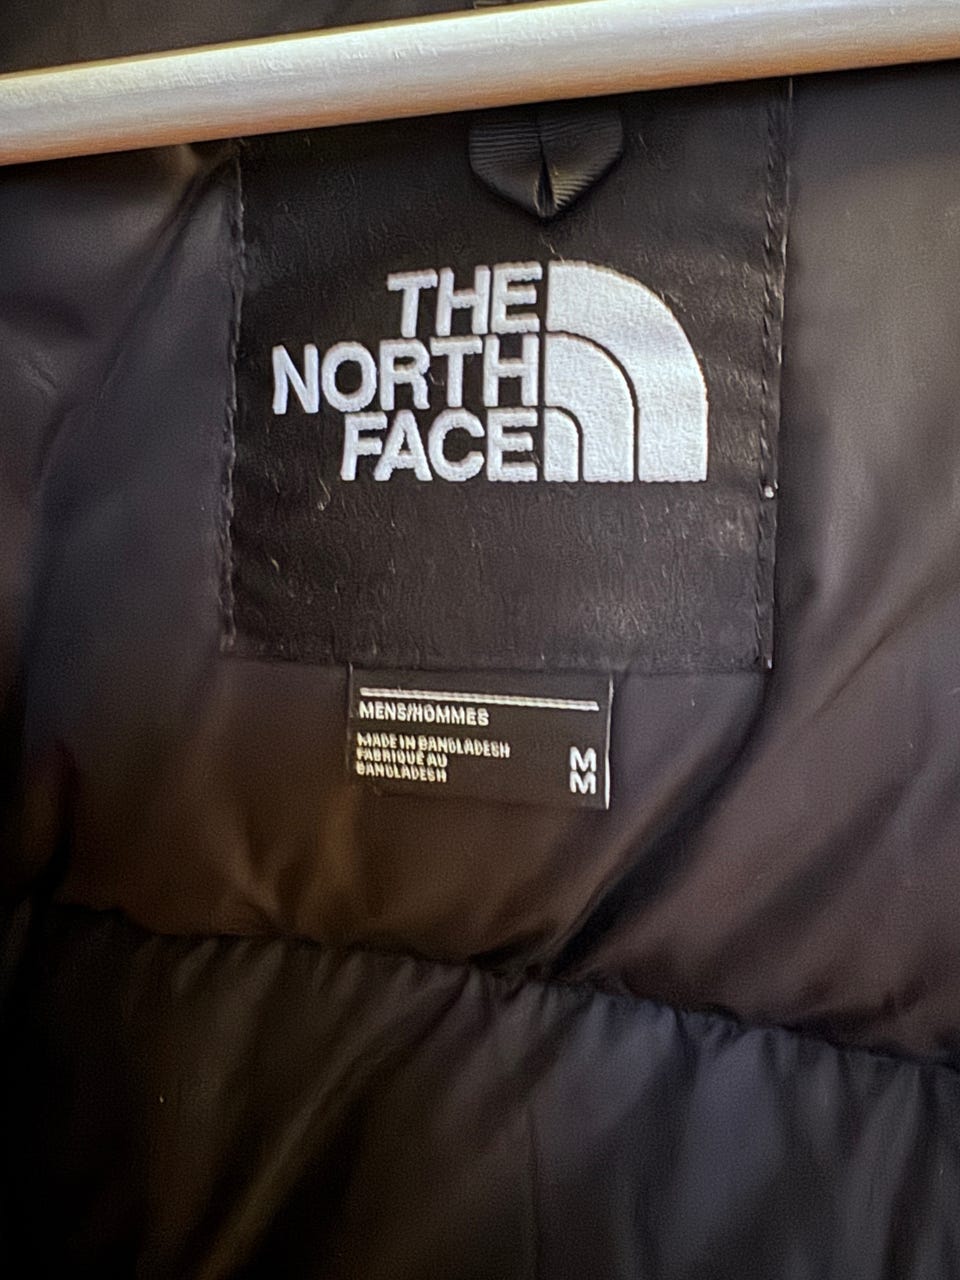 THE
NORTH
FACE
MENS/HOMMES
MADE IN BANGLADESH
FABRIQUÉ AU
BANGLADESH
M
M